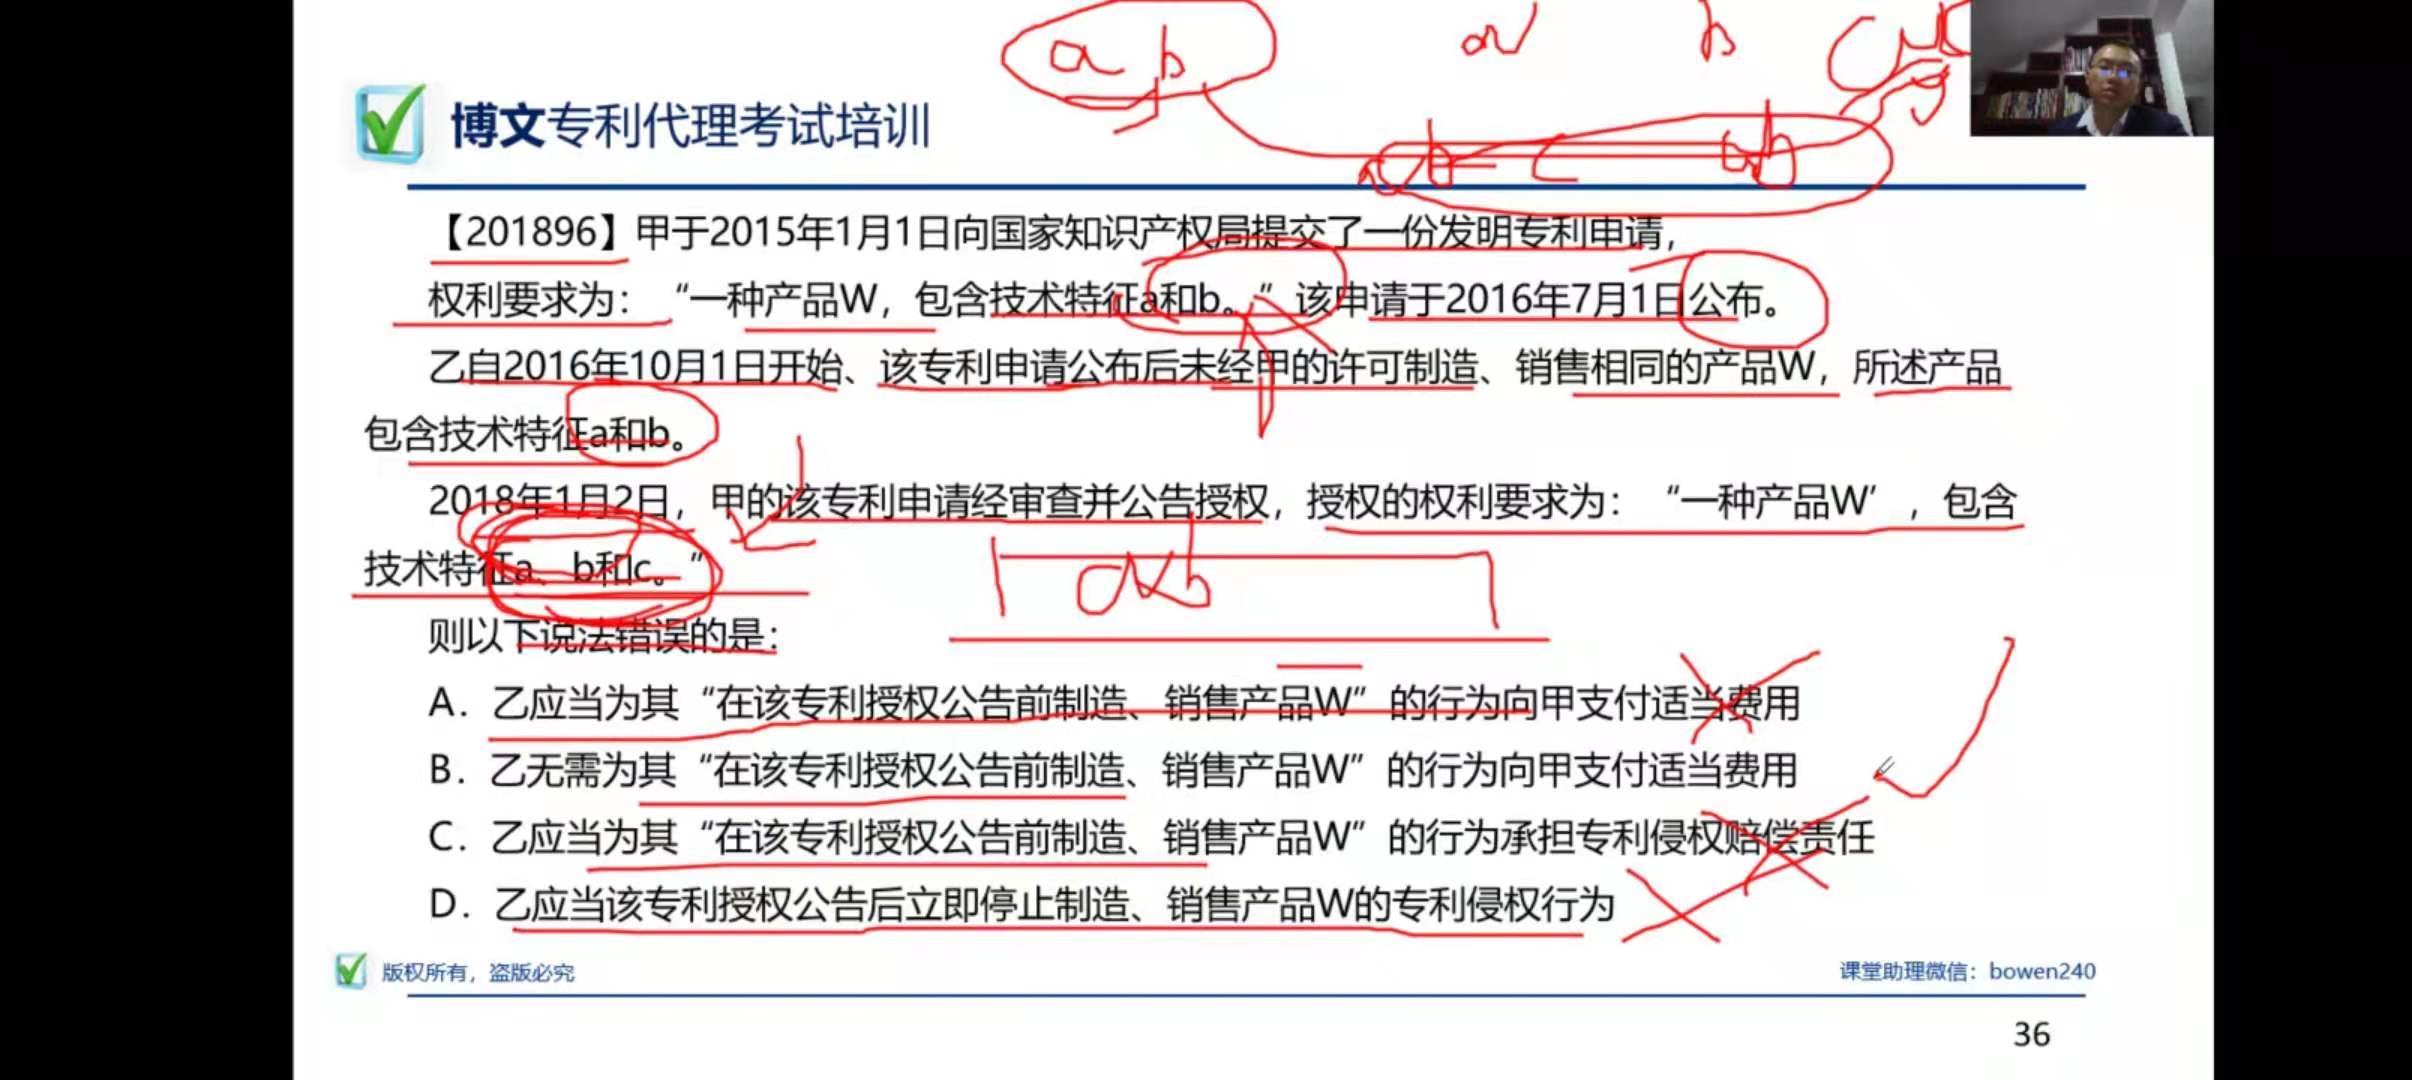 a b
a b
博文专利代理考试培训
a b c a b
【201896】甲于2015年1月1日向国家知识产权局提交了一份发明专利申请，
权利要求为：“一种产品W，包含技术特征a和b。”该申请于2016年7月1日公布。
乙自2016年10月1日开始、该专利申请公布后未经甲的许可制造、销售相同的产品W，所述产品
包含技术特征a和b。
2018年1月2日，甲的该专利申请经审查并公告授权，授权的权利要求为：“一种产品W’，包含
技术特征a、b和c。”
ab
则以下说法错误的是：
A. 乙应当为其“在该专利授权公告前制造、销售产品W”的行为向甲支付适当费用
B. 乙无需为其“在该专利授权公告前制造、销售产品W”的行为向甲支付适当费用
C. 乙应当为其“在该专利授权公告前制造、销售产品W”的行为承担专利侵权赔偿责任
D. 乙应当该专利授权公告后立即停止制造、销售产品W的专利侵权行为
版权所有，盗版必究
课堂助理微信：bowen240
36